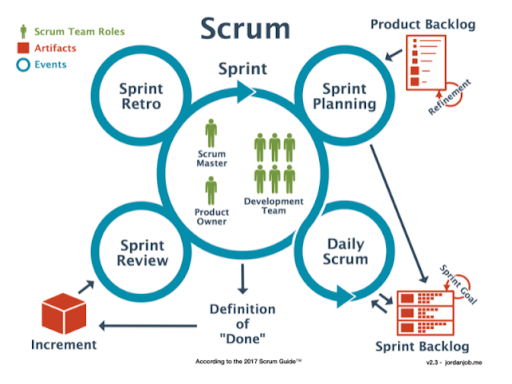 Scrum
Scrum Team Roles
Artifacts
Events
Product Backlog
Refinement
Sprint
Sprint
Retro
Sprint
Planning
Scrum
Master
Product
Owner
Development
Team
Sprint
Review
Daily
Scrum
Sprint Goal
Definition
of
"Done"
Increment
Sprint Backlog
According to the 2017 Scrum Guide™
v2.3 - jordanjob.me